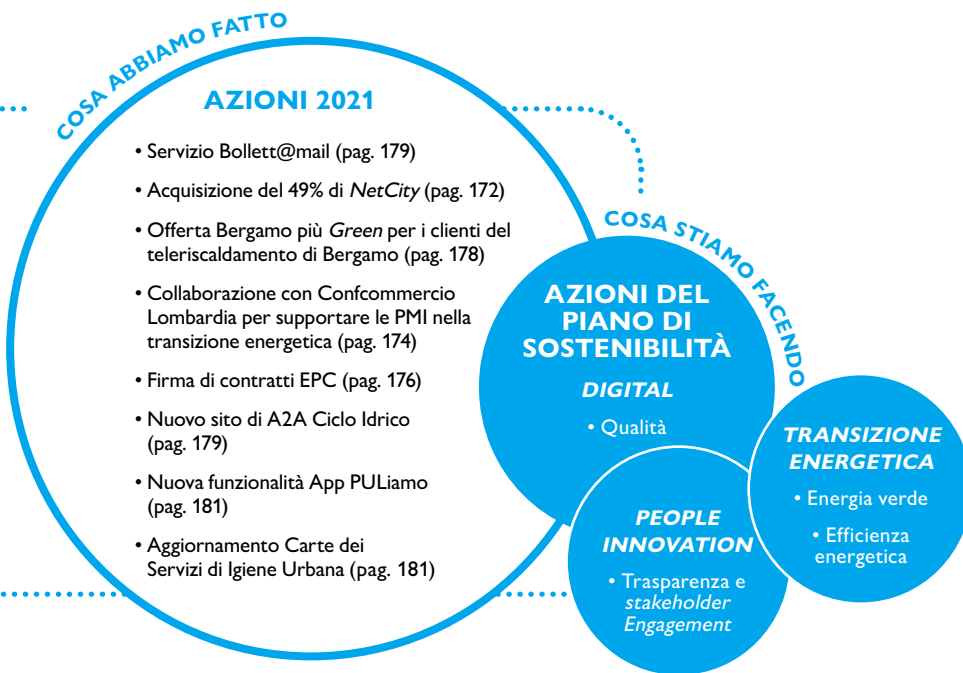 COSA ABBIAMO FATTO
AZIONI 2021
• Servizio Bollett@mail (pag. 179)
• Acquisizione del 49% di NetCity (pag. 172)
• Offerta Bergamo più Green per i clienti del
teleriscaldamento di Bergamo (pag. 178)
• Collaborazione con Confcommercio
Lombardia per supportare le PMI nella
transizione energetica (pag. 174)
• Firma di contratti EPC (pag. 176)
• Nuovo sito di A2A Ciclo Idrico
(pag. 179)
• Nuova funzionalità App PULiamo
(pag. 181)
• Aggiornamento Carte dei
Servizi di Igiene Urbana (pag. 181)
COSA STIAMO FACENDO
AZIONI DEL
PIANO DI
SOSTENIBILITÀ
DIGITAL
• Qualità
PEOPLE
INNOVATION
• Trasparenza e
stakeholder
Engagement
TRANSIZIONE
ENERGETICA
• Energia verde
• Efficienza
energetica